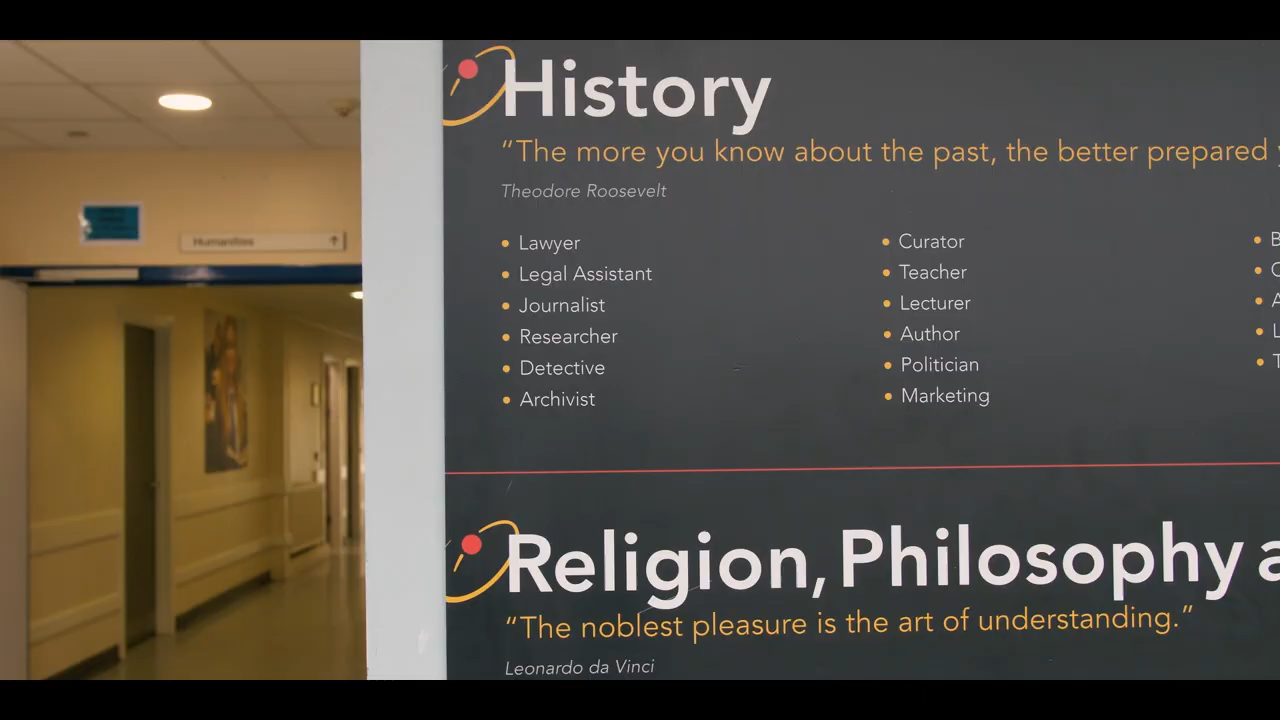 History
“The more you know about the past, the better prepared
Theodore Roosevelt
Lawyer
Legal Assistant
Journalist
Researcher
Detective
Archivist
Curator
Teacher
Lecturer
Author
Politician
Marketing
Religion, Philosophy
“The noblest pleasure is the art of understanding.”
Leonardo da Vinci
Humanities